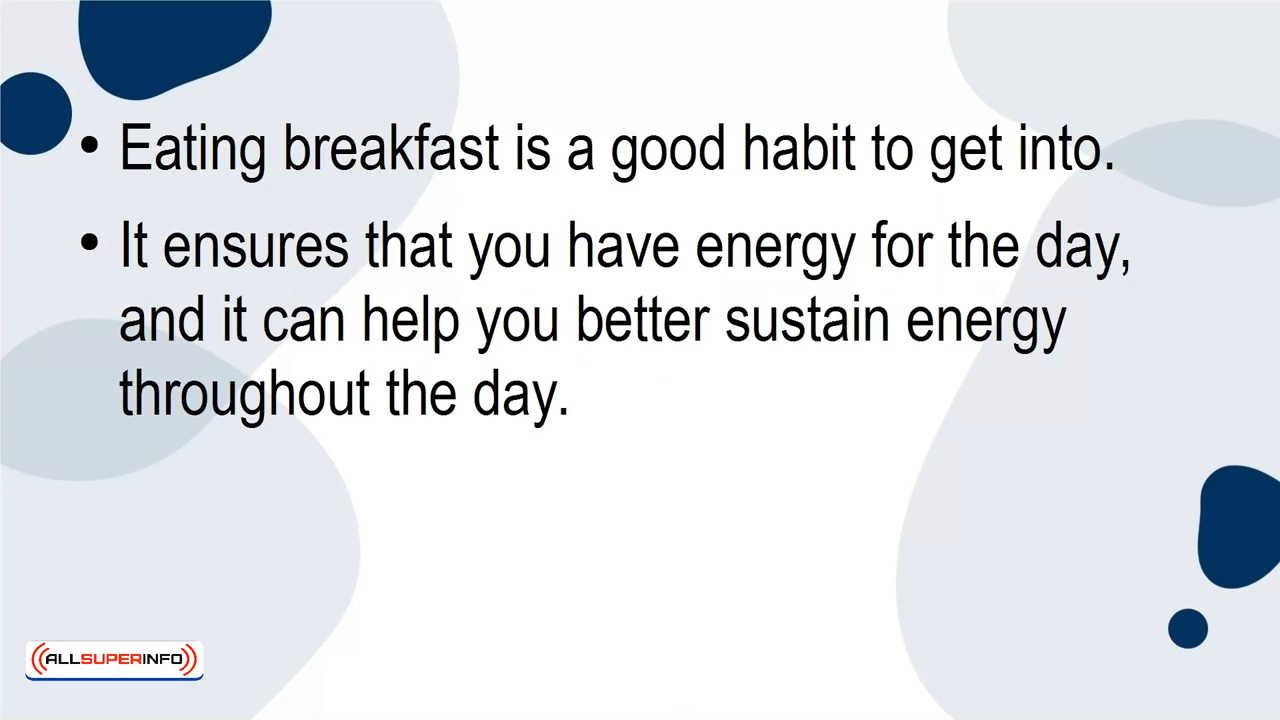 • Eating breakfast is a good habit to get into.
• It ensures that you have energy for the day,
and it can help you better sustain energy
throughout the day.
ALLSUPERINFO